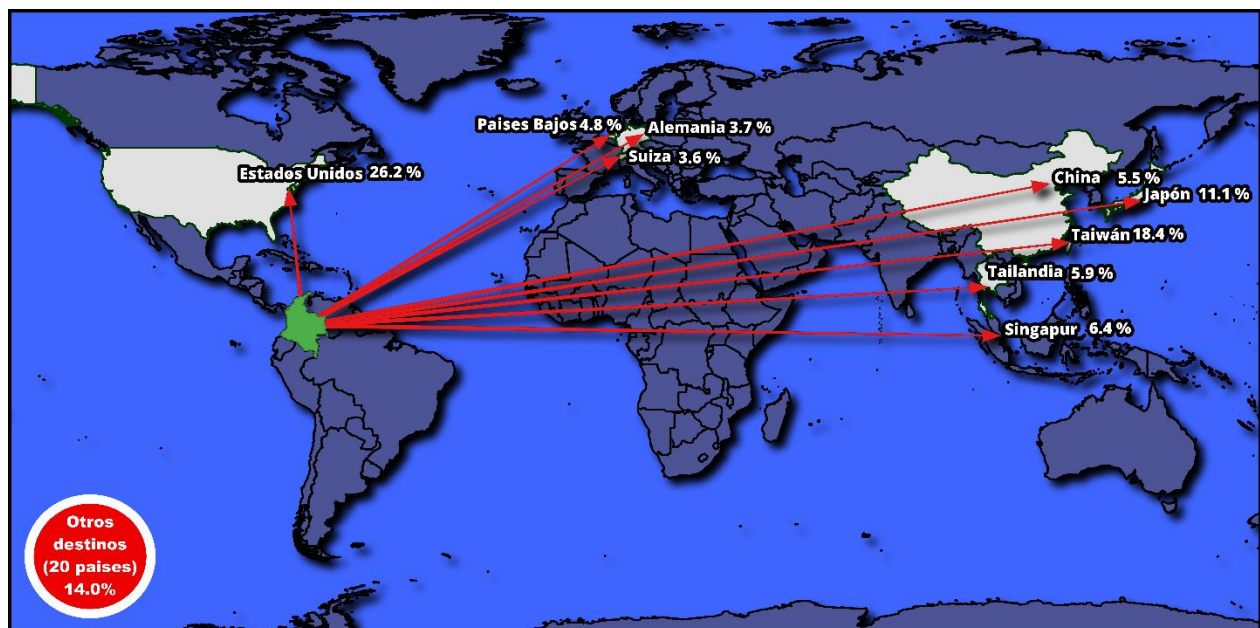 Paises Bajos 4.8 %
Alemania 3.7 %
Suiza 3.6 %
Estados Unidos 26.2 %
China 5.5 %
Japón 11.1 %
Taiwán 18.4 %
Tailandia 5.9 %
Singapur 6.4 %
Otros
destinos
(20 paises)
14.0%